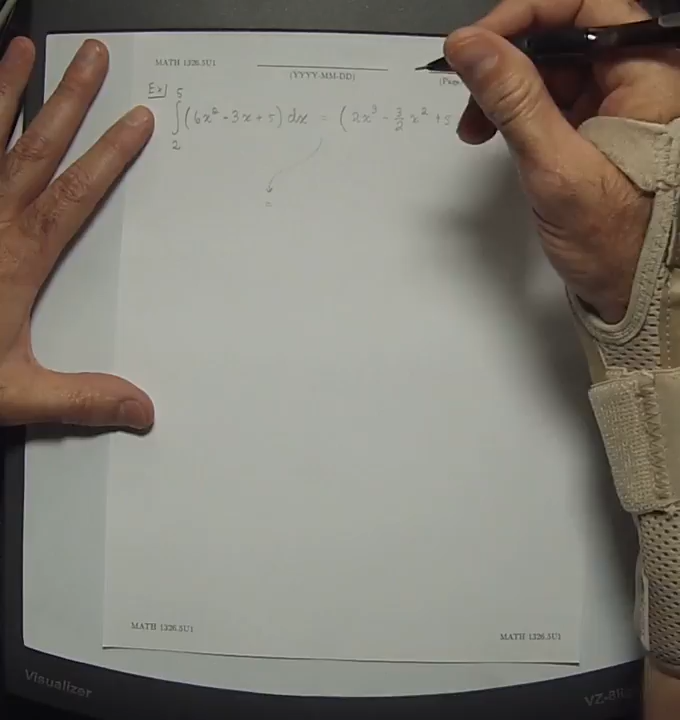 MATH 1326.5U1
(YYYY-MM-DD)
Ex|
∫₂⁵ (6x² - 3x + 5) dx = ( 2x³ - 3/2 x² + 5
=
MATH 1326.5U1
MATH 1326.5U1
Visualizer